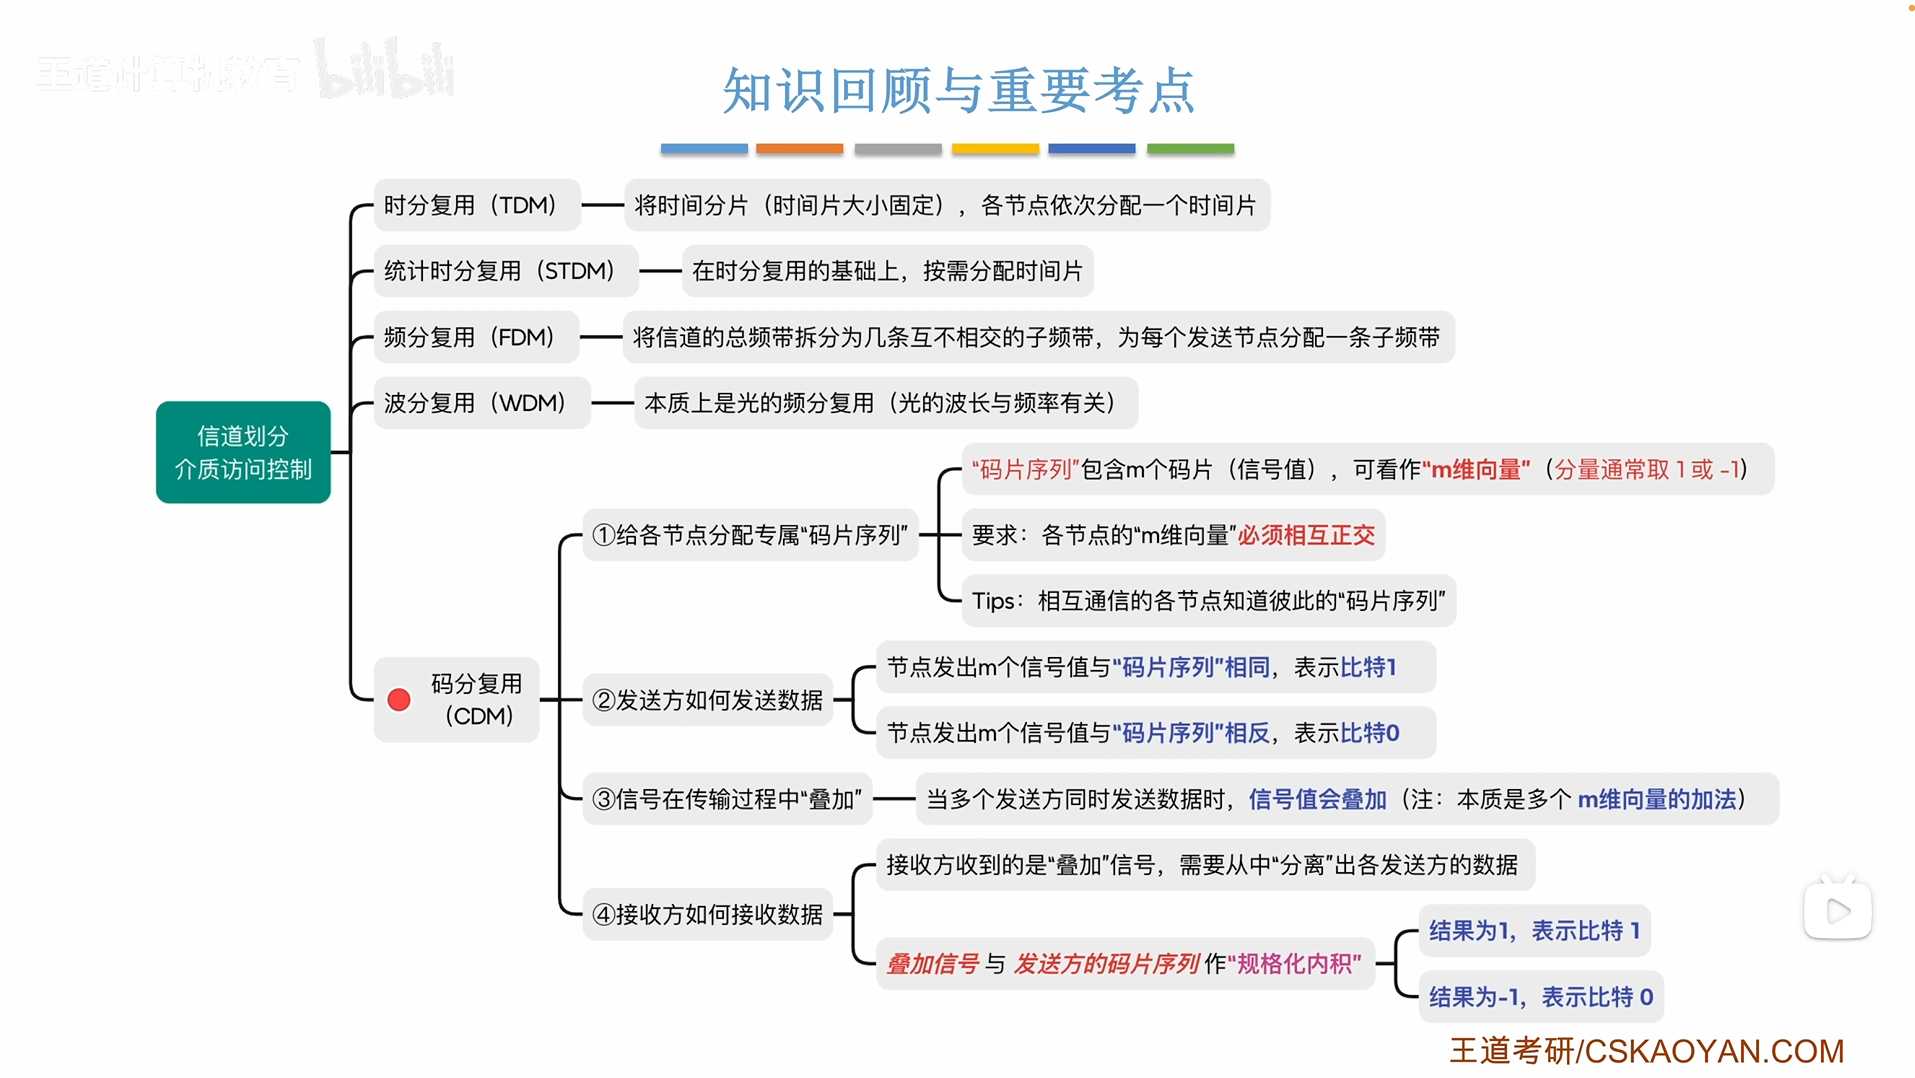 王道计算机教育 bilibili
知识回顾与重要考点
时分复用（TDM）
将时间分片（时间片大小固定），各节点依次分配一个时间片
统计时分复用（STDM）
在时分复用的基础上，按需分配时间片
频分复用（FDM）
将信道的总频带拆分为几条互不相交的子频带，为每个发送节点分配一条子频带
波分复用（WDM）
本质上是光的频分复用（光的波长与频率有关）
信道划分
介质访问控制
“码片序列”包含m个码片（信号值），可看作“m维向量”（分量通常取 1 或 -1）
①给各节点分配专属“码片序列”
要求：各节点的“m维向量”必须相互正交
Tips：相互通信的各节点知道彼此的“码片序列”
码分复用
（CDM）
②发送方如何发送数据
节点发出m个信号值与“码片序列”相同，表示比特1
节点发出m个信号值与“码片序列”相反，表示比特0
③信号在传输过程中“叠加”
当多个发送方同时发送数据时，信号值会叠加（注：本质是多个 m维向量的加法）
④接收方如何接收数据
接收方收到的是“叠加”信号，需要从中“分离”出各发送方的数据
叠加信号 与 发送方的码片序列 作“规格化内积”
结果为1，表示比特 1
结果为-1，表示比特 0
王道考研/CSKAOYAN.COM